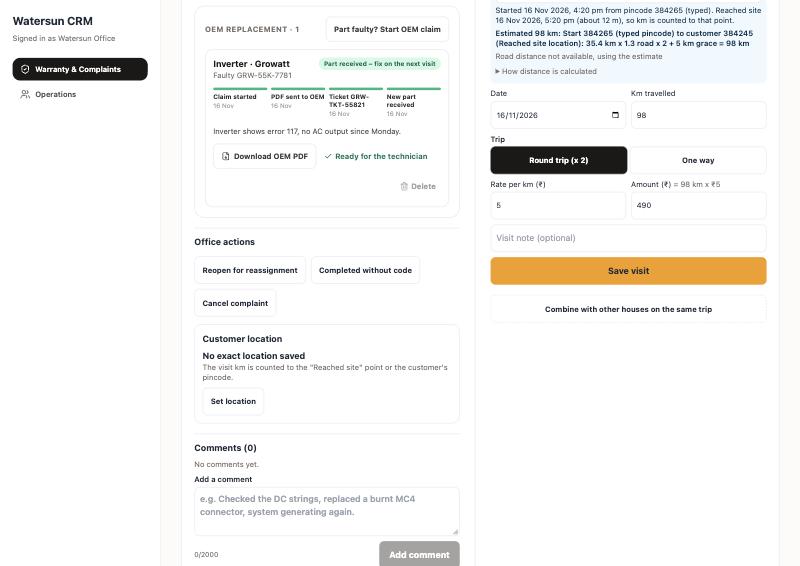 Watersun CRM
Signed in as Watersun Office
Warranty & Complaints
Operations
OEM REPLACEMENT · 1
Part faulty? Start OEM claim
Inverter · Growatt
Part received – fix on the next visit
Faulty GRW-55K-7781
Claim started
16 Nov
PDF sent to OEM
16 Nov
Ticket GRW-TKT-55821
16 Nov
New part received
16 Nov
Inverter shows error 117, no AC output since Monday.
Download OEM PDF
Ready for the technician
Delete
Office actions
Reopen for reassignment
Completed without code
Cancel complaint
Customer location
No exact location saved
The visit km is counted to the "Reached site" point or the customer's
pincode.
Set location
Comments (0)
No comments yet.
Add a comment
e.g. Checked the DC strings, replaced a burnt MC4
connector, system generating again.
0/2000
Add comment
Started 16 Nov 2026, 4:20 pm from pincode 384265 (typed). Reached site
16 Nov 2026, 5:20 pm (about 12 m), so km is counted to that point.
Estimated 98 km: Start 384265 (typed pincode) to customer 384245
(Reached site location): 35.4 km x 1.3 road x 2 + 5 km grace = 98 km
Road distance not available, using the estimate
How distance is calculated
Date
Km travelled
16/11/2026
98
Trip
Round trip (x 2)
One way
Rate per km (₹)
Amount (₹) = 98 km x ₹5
5
490
Visit note (optional)
Save visit
Combine with other houses on the same trip